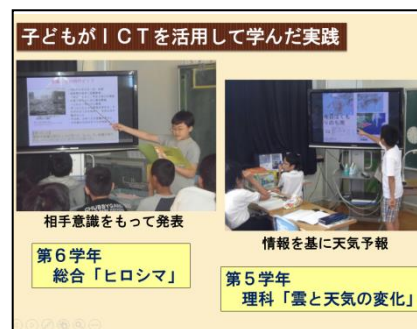 子どもがＩＣＴを活用して学んだ実践
相手意識をもって発表
第６学年
総合「ヒロシマ」
情報を基に天気予報
第５学年
理科「雲と天気の変化」